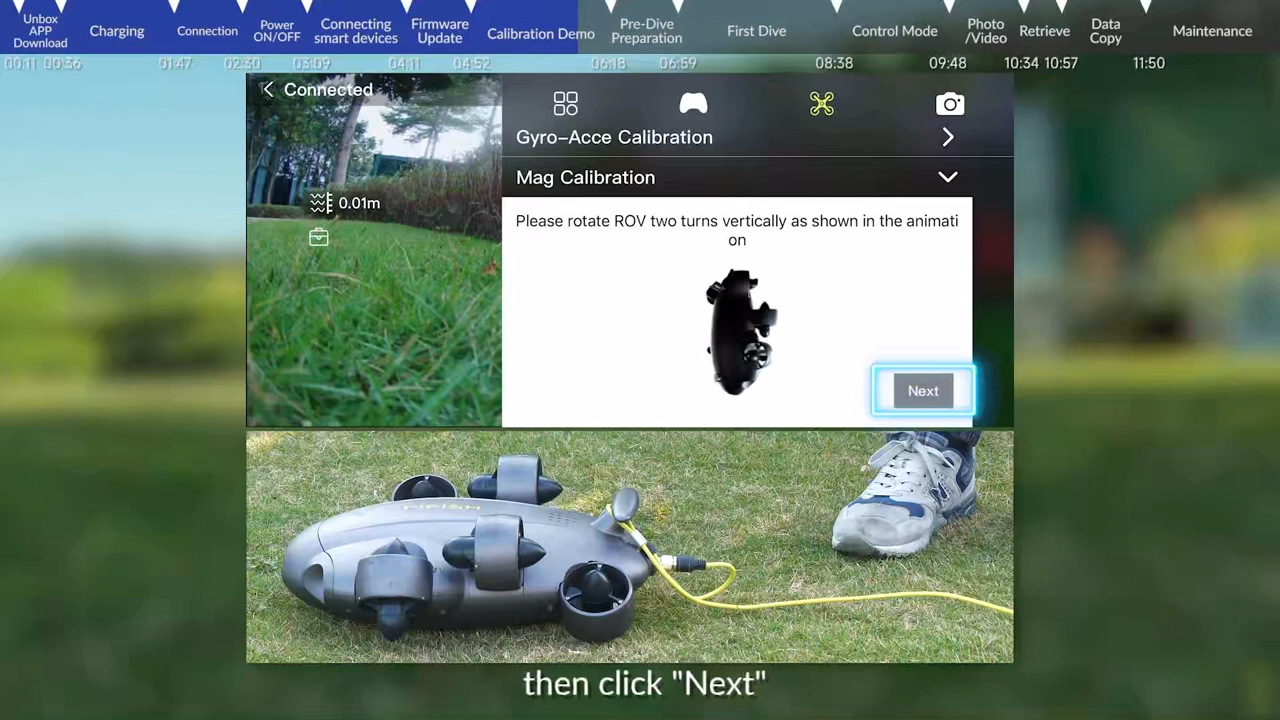 Unbox
APP
Download
Charging
Connection
Power
ON/OFF
Connecting
smart devices
Firmware
Update
Calibration Demo
Pre-Dive
Preparation
First Dive
Control Mode
Photo
/Video
Retrieve
Data
Copy
Maintenance
00:11 00:36 01:47 02:30 03:09 04:11 04:52 06:18 06:59 08:38 09:48 10:34 10:57 11:50
Connected
Gyro-Acce Calibration
Mag Calibration
0.01m
Please rotate ROV two turns vertically as shown in the animati
on
Next
FIFISH
then click "Next"